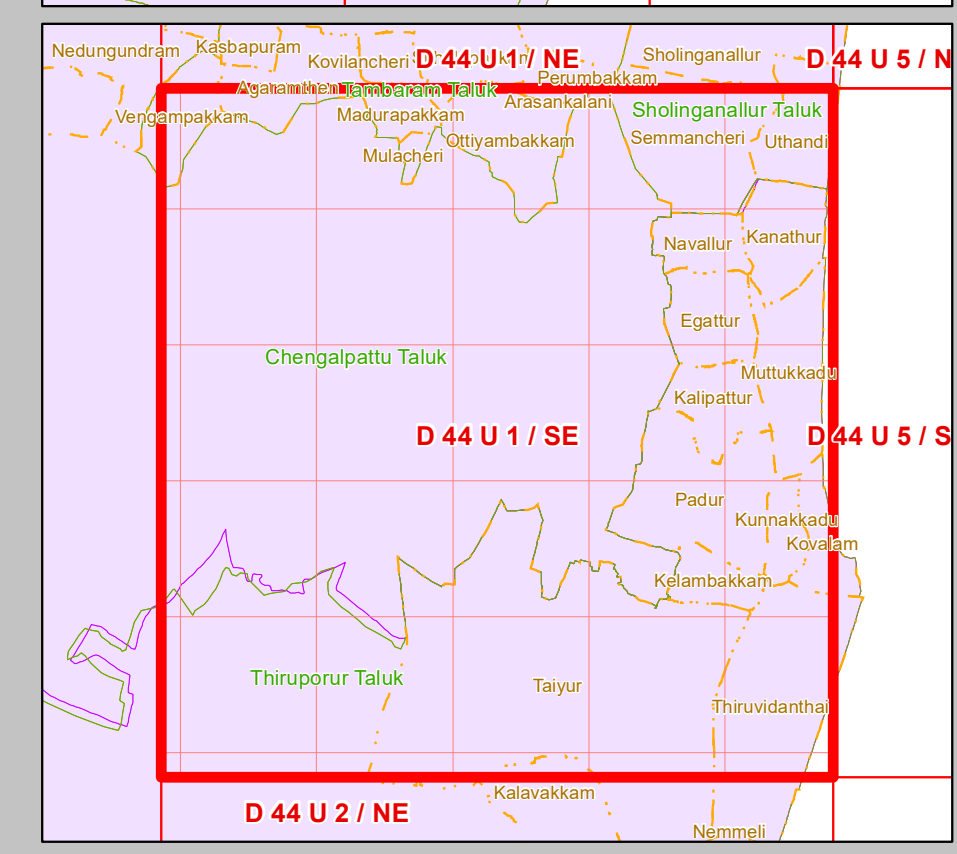 Nedungundram
Kasbapuram
Kovilancheri
D 44 U 1 / NE
Sholinganallur
D 44 U 5 / N
Perumbakkam
Agaramthen
Tambaram Taluk
Arasankalani
Sholinganallur Taluk
Vengampakkam
Madurapakkam
Ottiyambakkam
Semmancheri
Uthandi
Mulacheri
Navallur
Kanathur
Egattur
Chengalpattu Taluk
Muttukkadu
Kalipattur
D 44 U 1 / SE
D 44 U 5 / S
Padur
Kunnakkadu
Kovalam
Kelambakkam
Thiruporur Taluk
Taiyur
Thiruvidanthai
Kalavakkam
D 44 U 2 / NE
Nemmeli